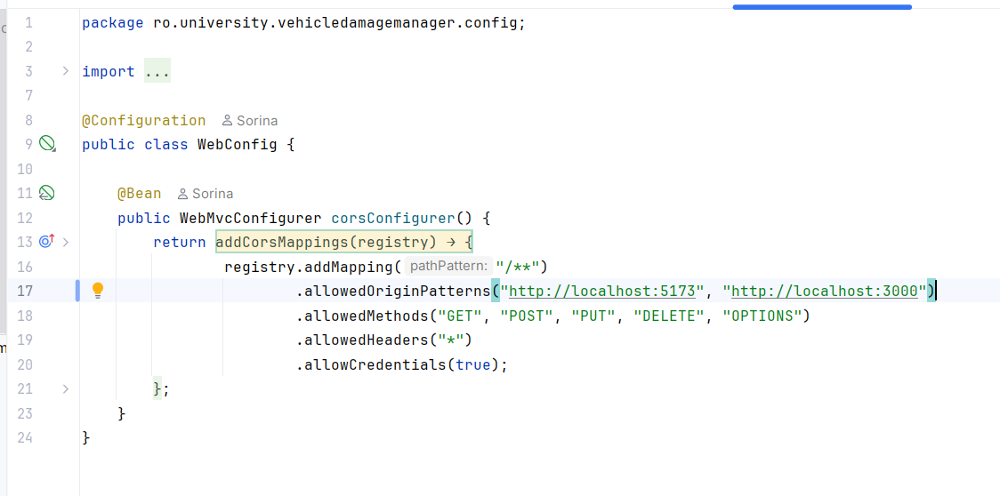 1 package ro.university.vehicledamagemanager.config;
2
3 import ...
7
8 @Configuration Sorina
9 public class WebConfig {
10
11 @Bean Sorina
12 public WebMvcConfigurer corsConfigurer() {
13 return addCorsMappings(registry) → {
16 registry.addMapping( pathPattern: "/**")
17 .allowedOriginPatterns("http://localhost:5173", "http://localhost:3000")
18 .allowedMethods("GET", "POST", "PUT", "DELETE", "OPTIONS")
19 .allowedHeaders("*")
20 .allowCredentials(true);
21 };
23 }
24 }